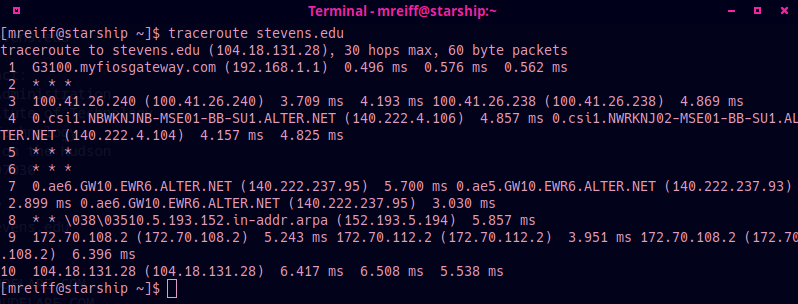 Terminal - mreiff@starship:~
[mreiff@starship ~]$ traceroute stevens.edu
traceroute to stevens.edu (104.18.131.28), 30 hops max, 60 byte packets
 1  G3100.myfiosgateway.com (192.168.1.1)  0.496 ms  0.576 ms  0.562 ms
 2  * * *
 3  100.41.26.240 (100.41.26.240)  3.709 ms  4.193 ms 100.41.26.238 (100.41.26.238)  4.869 ms
 4  0.csi1.NBWKNJNB-MSE01-BB-SU1.ALTER.NET (140.222.4.106)  4.857 ms 0.csi1.NWRKNJ02-MSE01-BB-SU1.AL
TER.NET (140.222.4.104)  4.157 ms  4.825 ms
 5  * * *
 6  * * *
 7  0.ae6.GW10.EWR6.ALTER.NET (140.222.237.95)  5.700 ms 0.ae5.GW10.EWR6.ALTER.NET (140.222.237.93)
 2.899 ms 0.ae6.GW10.EWR6.ALTER.NET (140.222.237.95)  3.030 ms
 8  * * \038\03510.5.193.152.in-addr.arpa (152.193.5.194)  5.857 ms
 9  172.70.108.2 (172.70.108.2)  5.243 ms 172.70.112.2 (172.70.112.2)  3.951 ms 172.70.108.2 (172.70
.108.2)  6.396 ms
10  104.18.131.28 (104.18.131.28)  6.417 ms  6.508 ms  5.538 ms
[mreiff@starship ~]$